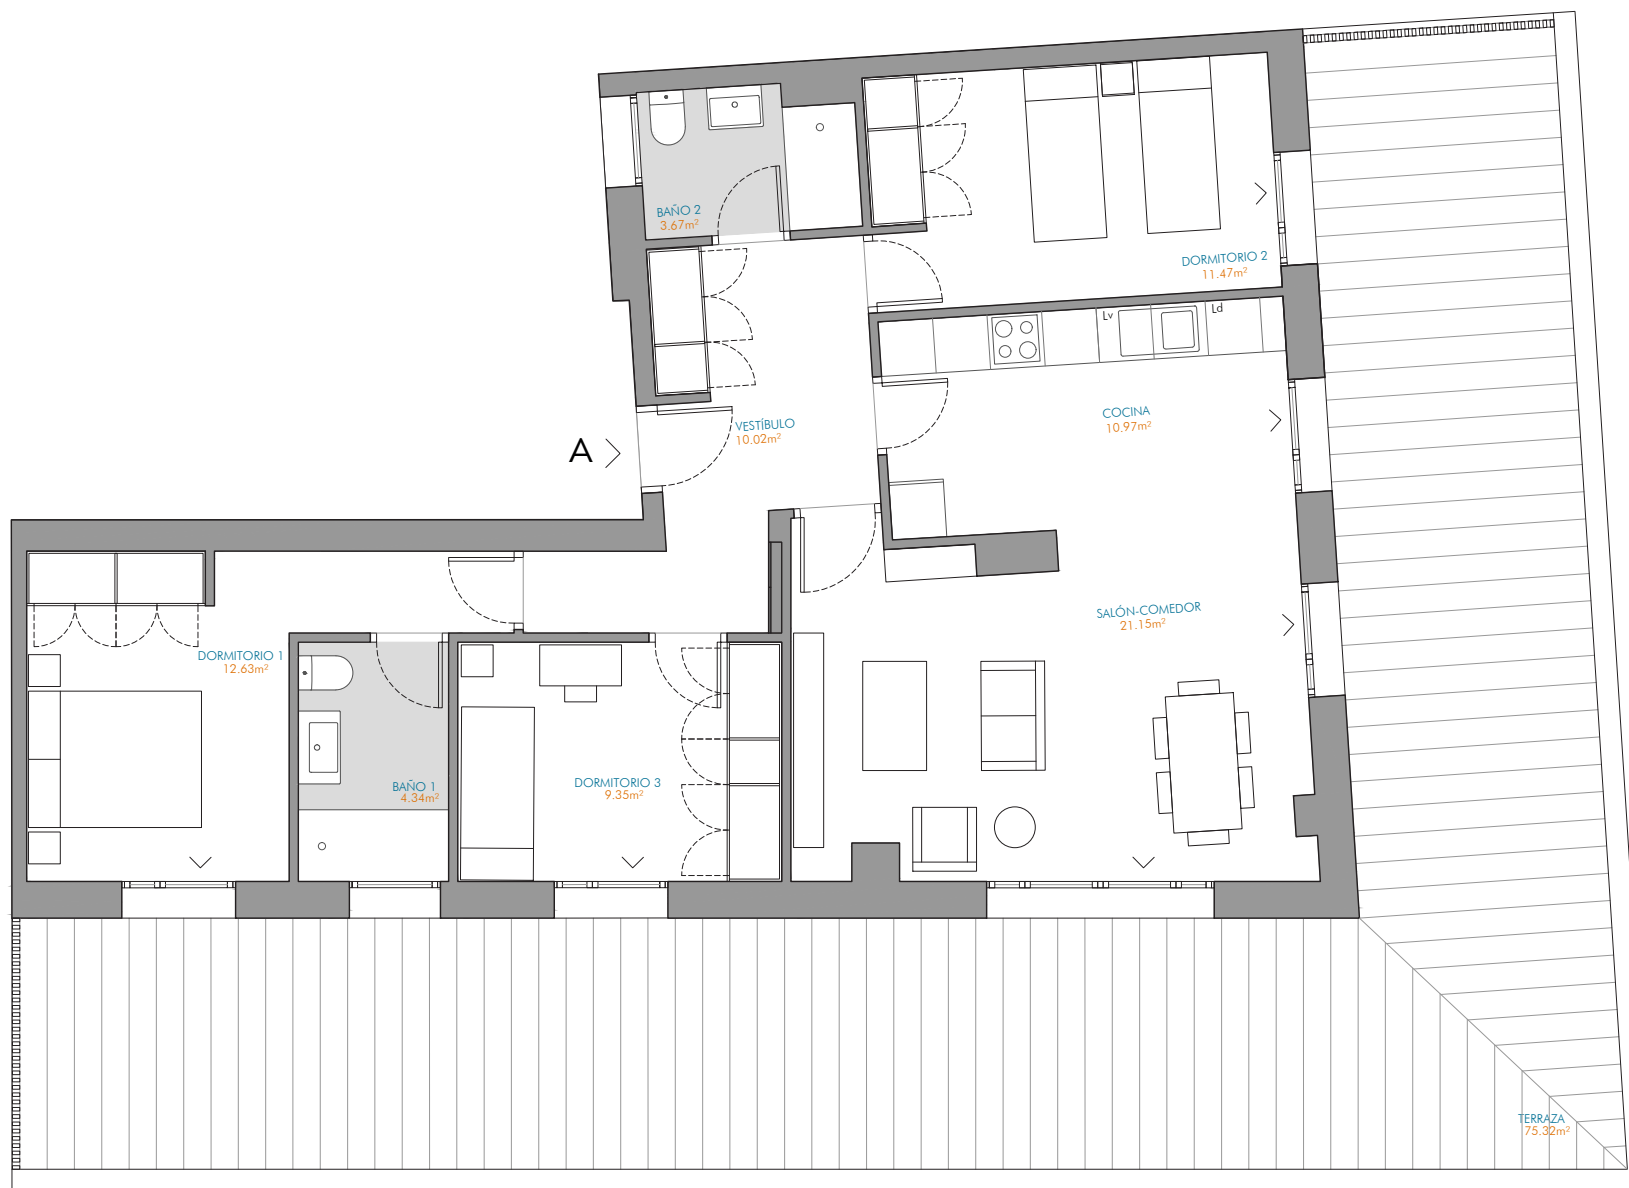 BAÑO 2
3.67m²
DORMITORIO 2
11.47m²
Lv
Ld
COCINA
10.97m²
VESTÍBULO
10.02m²
A
SALÓN-COMEDOR
21.15m²
DORMITORIO 1
12.63m²
BAÑO 1
4.34m²
DORMITORIO 3
9.35m²
TERRAZA
75.32m²